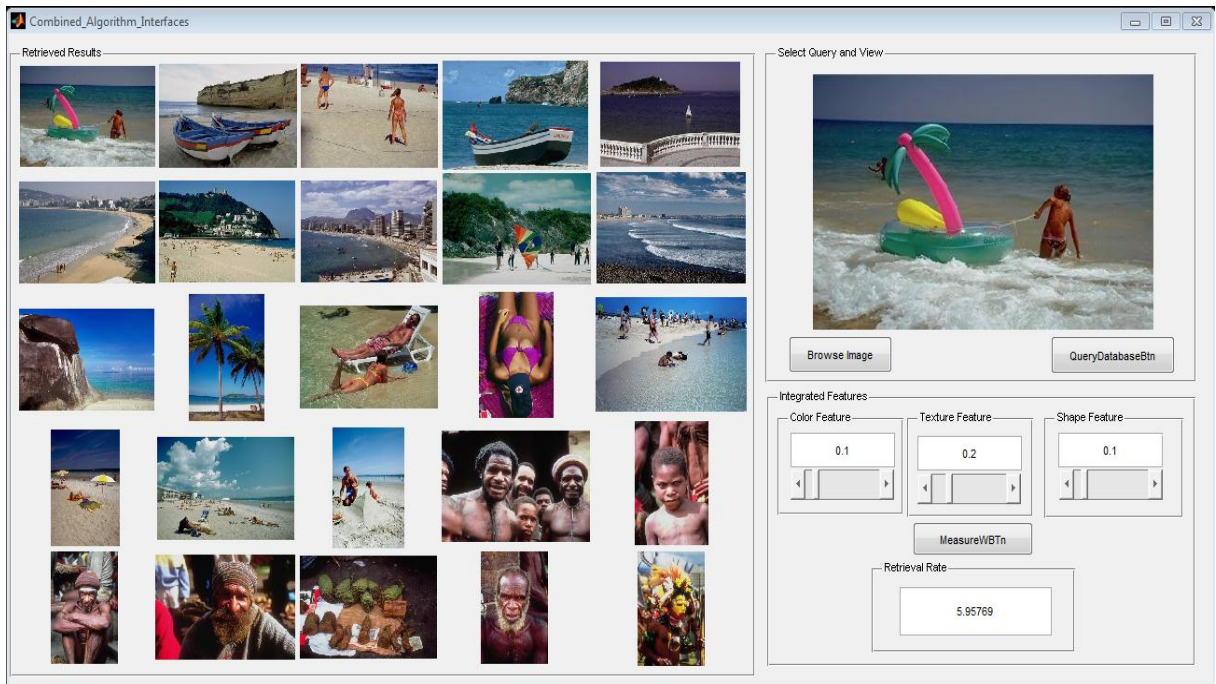 Combined_Algorithm_Interfaces
Retrieved Results
Select Query and View
Browse Image
QueryDatabaseBtn
Integrated Features
Color Feature
Texture Feature
Shape Feature
0.1
0.2
0.1
MeasureWBTn
Retrieval Rate
5.95769